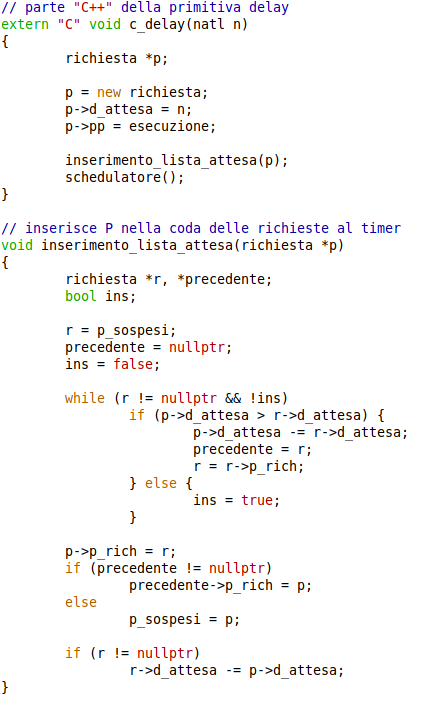 // parte "C++" della primitiva delay
extern "C" void c_delay(natl n)
{
        richiesta *p;

        p = new richiesta;
        p->d_attesa = n;
        p->pp = esecuzione;

        inserimento_lista_attesa(p);
        schedulatore();
}

// inserisce P nella coda delle richieste al timer
void inserimento_lista_attesa(richiesta *p)
{
        richiesta *r, *precedente;
        bool ins;

        r = p_sospesi;
        precedente = nullptr;
        ins = false;

        while (r != nullptr && !ins)
                if (p->d_attesa > r->d_attesa) {
                        p->d_attesa -= r->d_attesa;
                        precedente = r;
                        r = r->p_rich;
                } else {
                        ins = true;
                }

        p->p_rich = r;
        if (precedente != nullptr)
                precedente->p_rich = p;
        else
                p_sospesi = p;

        if (r != nullptr)
                r->d_attesa -= p->d_attesa;
}